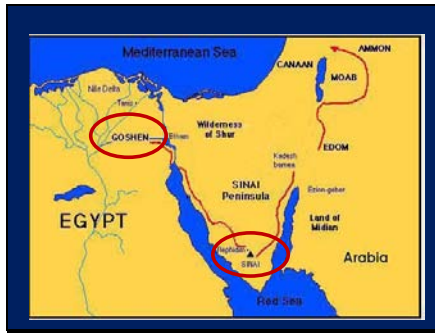 Mediterranean Sea
AMMON
CANAAN
MOAB
Nile Delta
Tanis
Wilderness
of Shur
GOSHEN
Etham
EDOM
Kadesh
barnea
SINAI
Peninsula
Ezion-geber
EGYPT
Land of
Midian
Rephidim
SINAI
Arabia
Red Sea